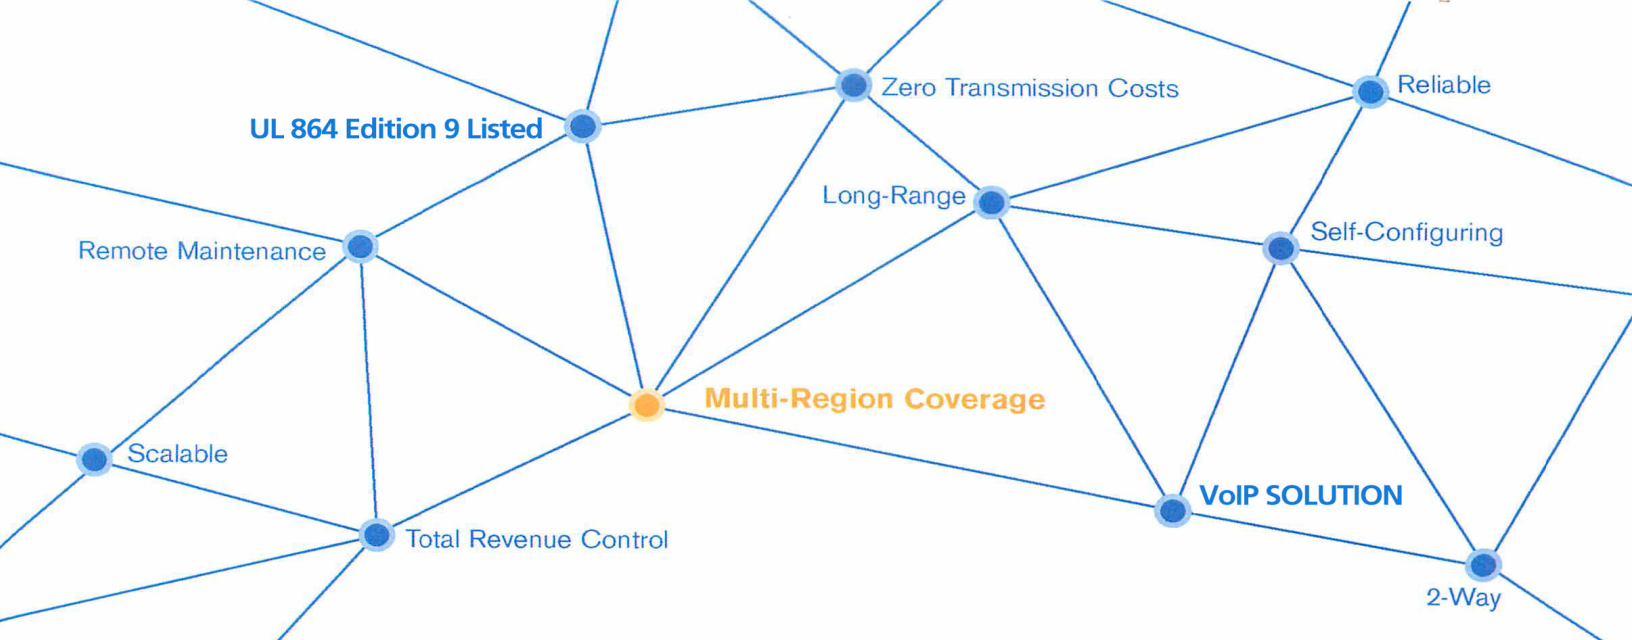 Zero Transmission Costs
Reliable
UL 864 Edition 9 Listed
Long-Range
Self-Configuring
Remote Maintenance
Multi-Region Coverage
Scalable
VoIP SOLUTION
Total Revenue Control
2-Way